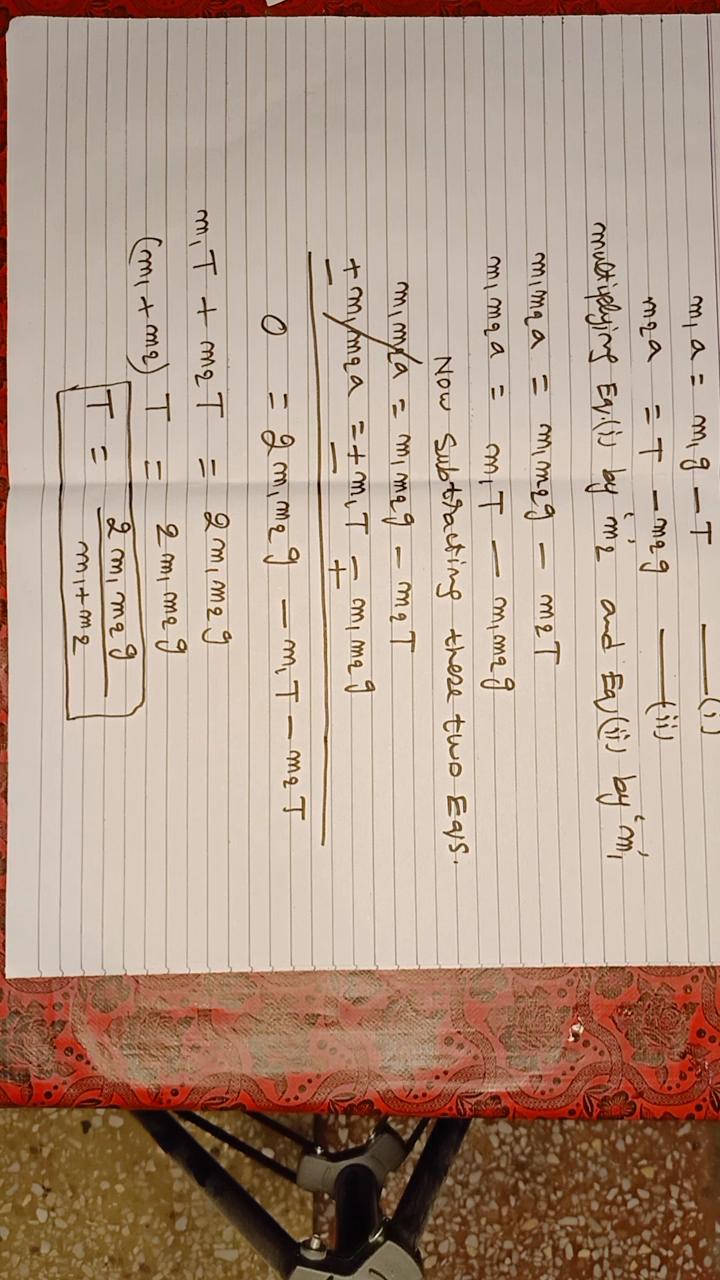 m₁a = m₁g − T —— (i)
m₂a = T − m₂g —— (ii)
multiplying Eq.(i) by 'm₂' and Eq(ii) by 'm₁'
m₁m₂a = m₁m₂g − m₂T
m₁m₂a = m₁T − m₁m₂g
Now Subtracting these two Eqs.
m₁m₂a = m₁m₂g − m₂T
+ m₁m₂a = + m₁T − m₁m₂g
− − +
0 = 2m₁m₂g − m₁T − m₂T
m₁T + m₂T = 2m₁m₂g
(m₁ + m₂) T = 2m₁m₂g
T = 2m₁m₂g / m₁+m₂